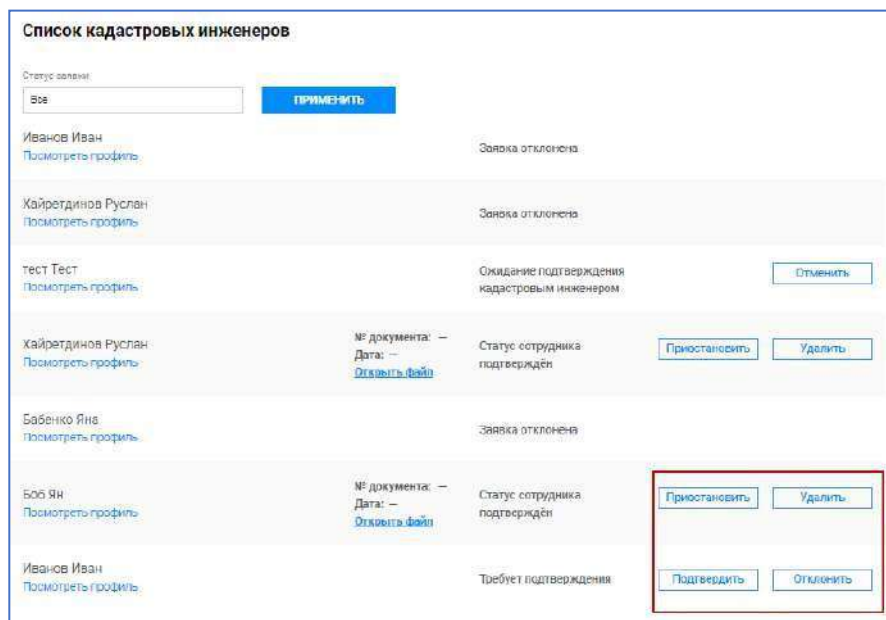 Список кадастровых инженеров
Статус заявки
Все
ПРИМЕНИТЬ
Иванов Иван
Посмотреть профиль
Заявка отклонена
Хайретдинов Руслан
Посмотреть профиль
Заявка отклонена
тест Тест
Посмотреть профиль
Ожидание подтверждения
кадастровым инженером
Отменить
Хайретдинов Руслан
Посмотреть профиль
№ документа: —
Дата: —
Открыть файл
Статус сотрудника
подтверждён
Приостановить
Удалить
Бабенко Яна
Посмотреть профиль
Заявка отклонена
Боб Ян
Посмотреть профиль
№ документа: —
Дата: —
Открыть файл
Статус сотрудника
подтверждён
Приостановить
Удалить
Иванов Иван
Посмотреть профиль
Требует подтверждения
Подтвердить
Отклонить